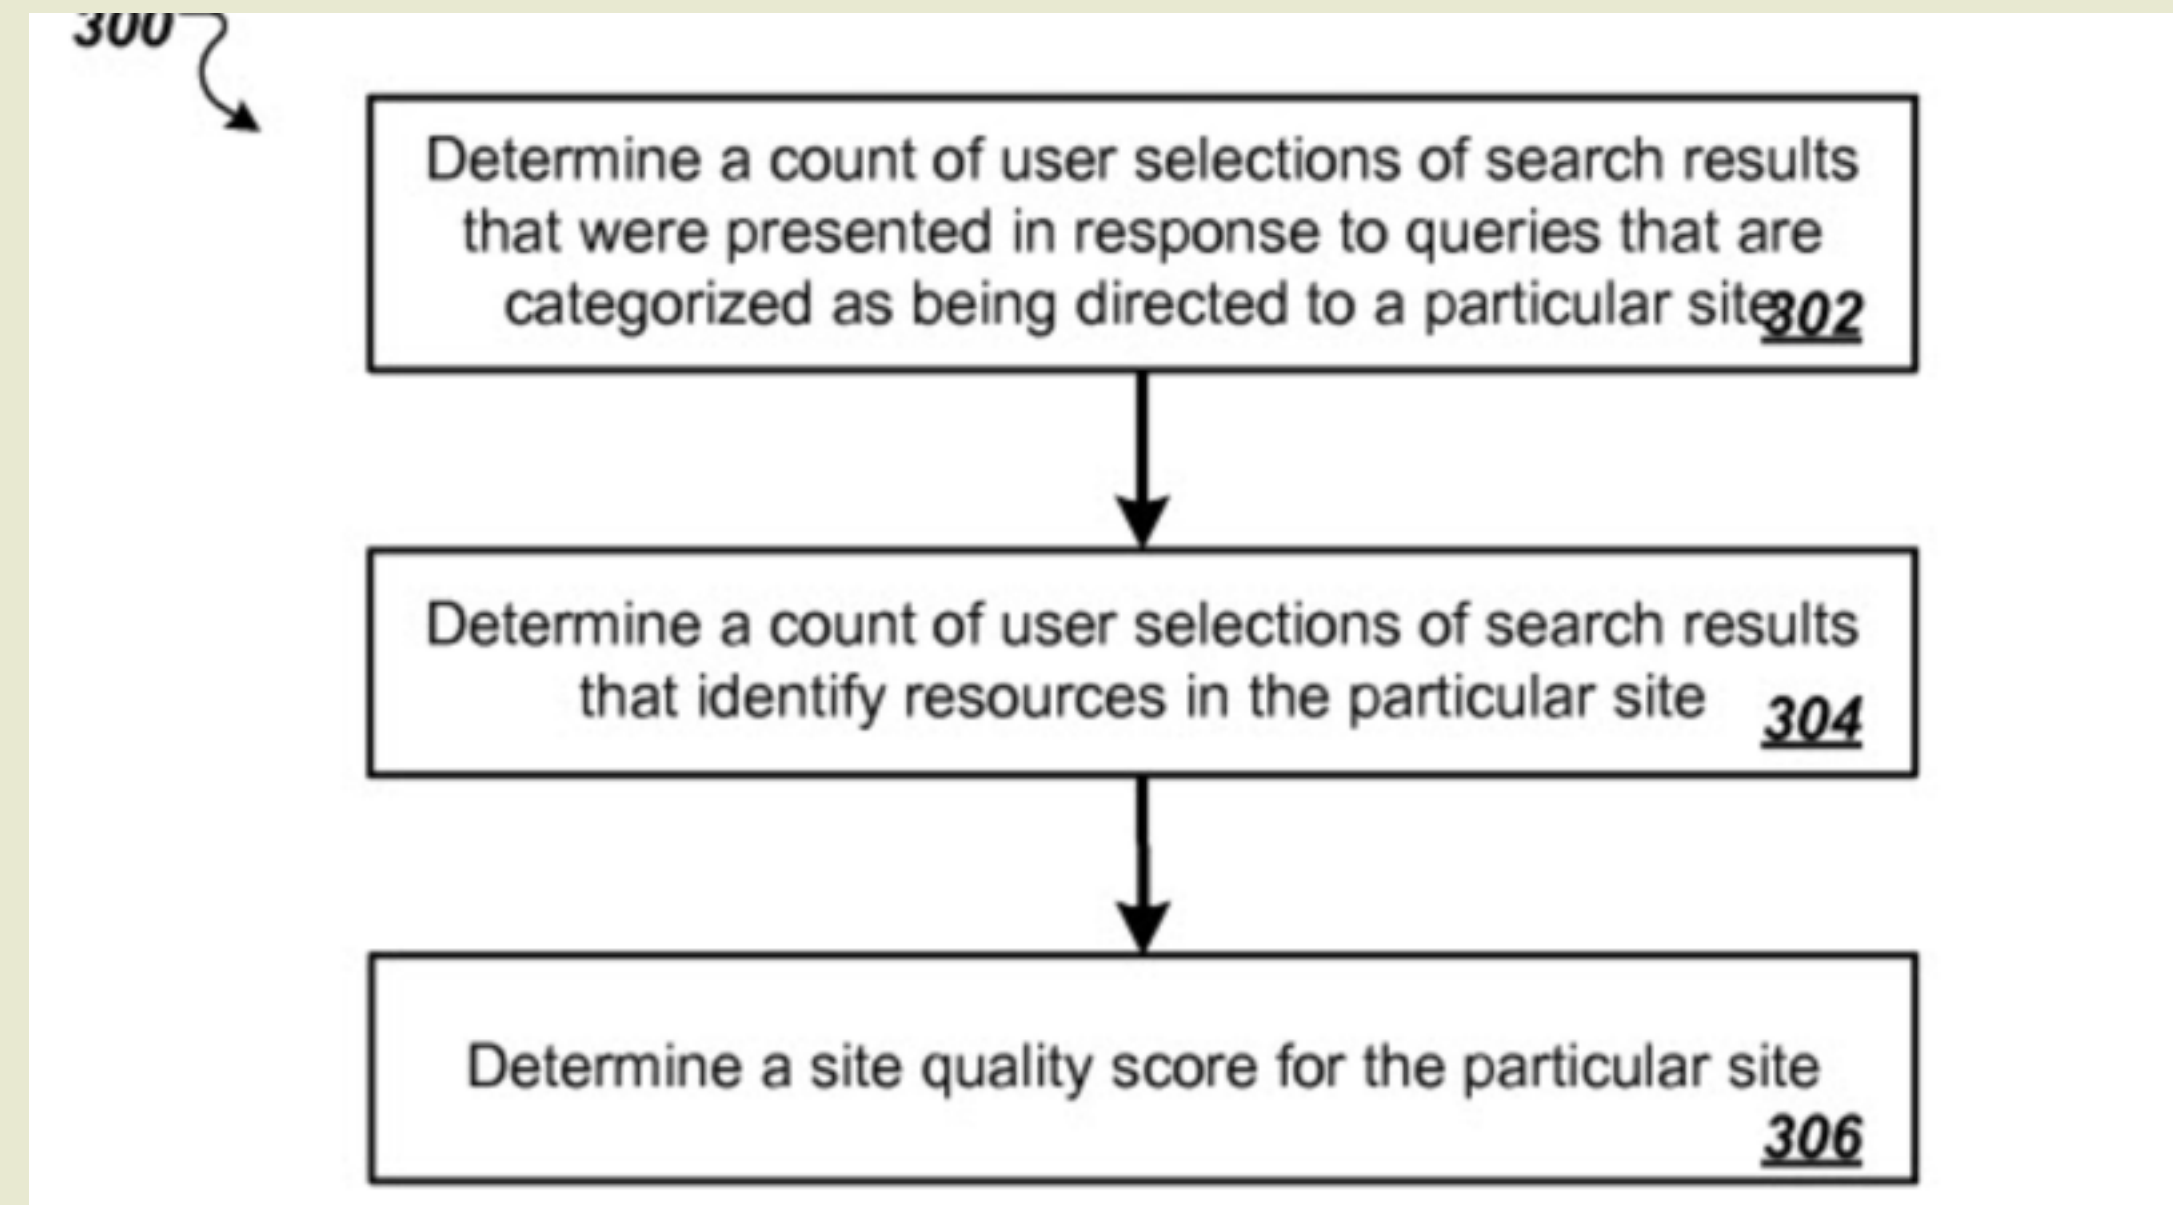 300
Determine a count of user selections of search results
that were presented in response to queries that are
categorized as being directed to a particular site
302
Determine a count of user selections of search results
that identify resources in the particular site
304
Determine a site quality score for the particular site
306